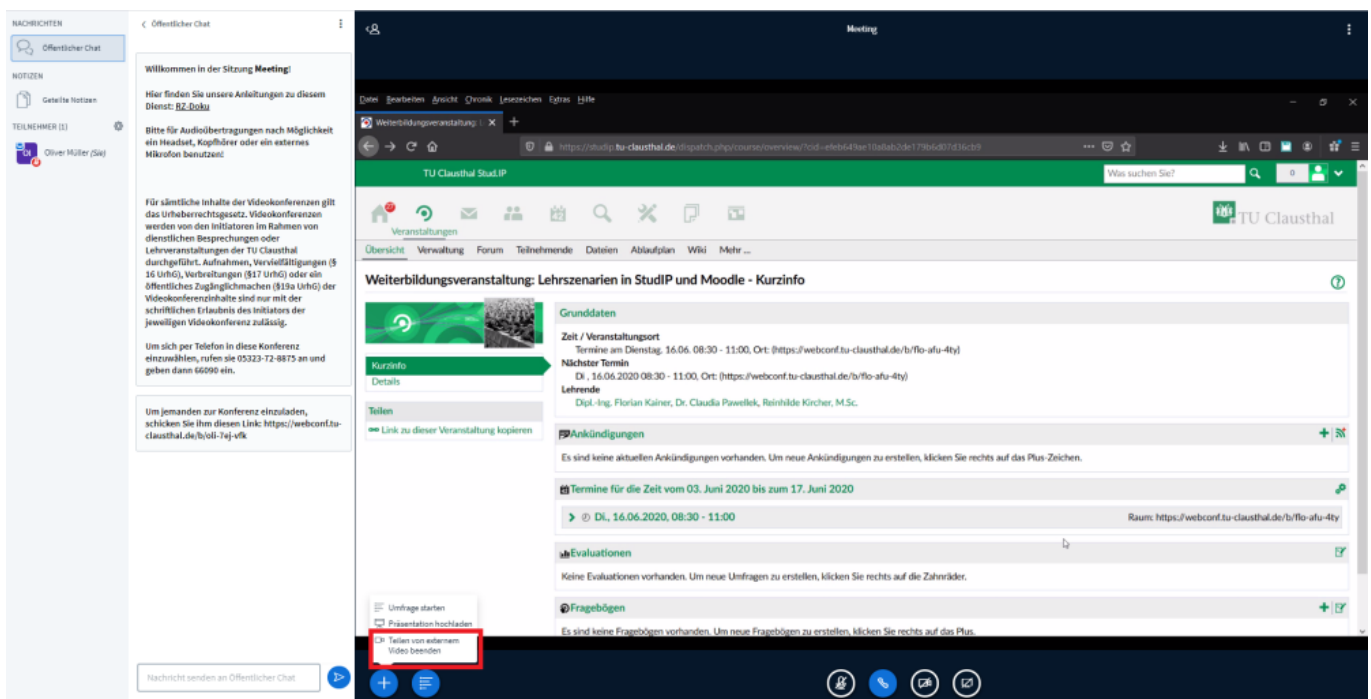 NACHRICHTEN
Öffentlicher Chat
NOTIZEN
Geteilte Notizen
TEILNEHMER (1)
Ol
Oliver Müller (Sie)
Öffentlicher Chat
Willkommen in der Sitzung Meeting!
Hier finden Sie unsere Anleitungen zu diesem
Dienst: RZ-Doku
Bitte für Audioübertragungen nach Möglichkeit
ein Headset, Kopfhörer oder ein externes
Mikrofon benutzen!
Für sämtliche Inhalte der Videokonferenzen gilt
das Urheberrechtsgesetz. Videokonferenzen
werden von den Initiatoren im Rahmen von
dienstlichen Besprechungen oder
Lehrveranstaltungen der TU Clausthal
durchgeführt. Aufnahmen, Vervielfältigungen (§
16 UrhG), Verbreitungen (§17 UrhG) oder ein
öffentliches Zugänglichmachen (§19a UrhG) der
Videokonferenzinhalte sind nur mit der
schriftlichen Erlaubnis des Initiators der
jeweiligen Videokonferenz zulässig.
Um sich per Telefon in diese Konferenz
einzuwählen, rufen sie 05323-72-8875 an und
geben dann 66090 ein.
Um jemanden zur Konferenz einzuladen,
schicken Sie ihm diesen Link: https://webconf.tu-
clausthal.de/b/oli-7ej-vfk
Nachricht senden an Öffentlicher Chat
Meeting
Datei Bearbeiten Ansicht Chronik Lesezeichen Extras Hilfe
Weiterbildungsveranstaltung: L
https://studip.tu-clausthal.de/dispatch.php/course/overview/?cid=efeb649ae10a8ab2de179b6d07d36cb9
TU Clausthal Stud.IP
Was suchen Sie?
0
Veranstaltungen
TU Clausthal
Übersicht Verwaltung Forum Teilnehmende Dateien Ablaufplan Wiki Mehr ...
Weiterbildungsveranstaltung: Lehrszenarien in StudIP und Moodle - Kurzinfo
Kurzinfo
Details
Teilen
Link zu dieser Veranstaltung kopieren
Grunddaten
Zeit / Veranstaltungsort
Termine am Dienstag, 16.06. 08:30 - 11:00, Ort: (https://webconf.tu-clausthal.de/b/flo-afu-4ty)
Nächster Termin
Di , 16.06.2020 08:30 - 11:00, Ort: (https://webconf.tu-clausthal.de/b/flo-afu-4ty)
Lehrende
Dipl.-Ing. Florian Kainer, Dr. Claudia Pawellek, Reinhilde Kircher, M.Sc.
Ankündigungen
Es sind keine aktuellen Ankündigungen vorhanden. Um neue Ankündigungen zu erstellen, klicken Sie rechts auf das Plus-Zeichen.
Termine für die Zeit vom 03. Juni 2020 bis zum 17. Juni 2020
Di., 16.06.2020, 08:30 - 11:00
Raum: https://webconf.tu-clausthal.de/b/flo-afu-4ty
Evaluationen
Keine Evaluationen vorhanden. Um neue Umfragen zu erstellen, klicken Sie rechts auf die Zahnräder.
Fragebögen
Es sind keine Fragebögen vorhanden. Um neue Fragebögen zu erstellen, klicken Sie rechts auf das Plus.
Umfrage starten
Präsentation hochladen
Teilen von externem
Video beenden